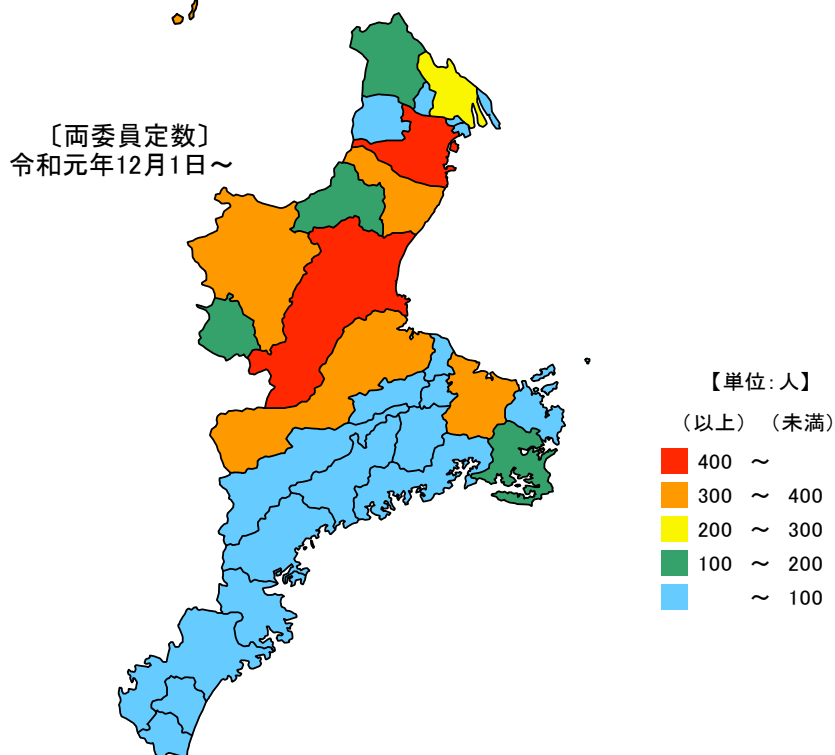 〔両委員定数〕
令和元年12月1日～
【単位：人】
（以上）（未満）
400 ～
300 ～ 400
200 ～ 300
100 ～ 200
～ 100